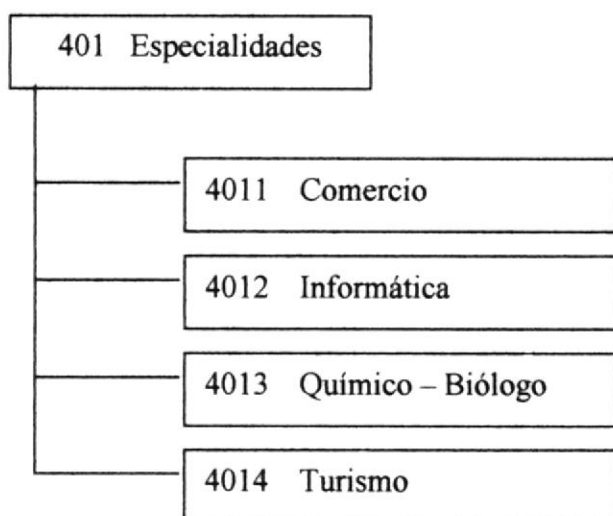 401 Especialidades
4011 Comercio
4012 Informática
4013 Químico – Biólogo
4014 Turismo